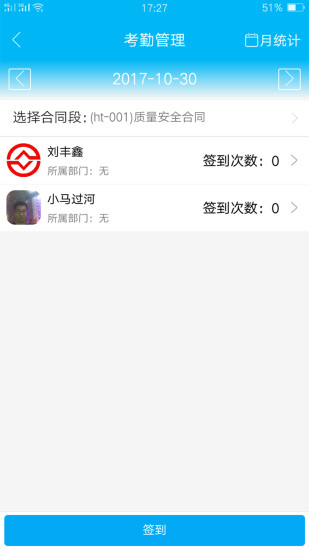 17:27
51%
考勤管理
月统计
2017-10-30
选择合同段: (ht-001)质量安全合同
刘丰鑫
签到次数: 0
所属部门: 无
小马过河
签到次数: 0
所属部门: 无
签到